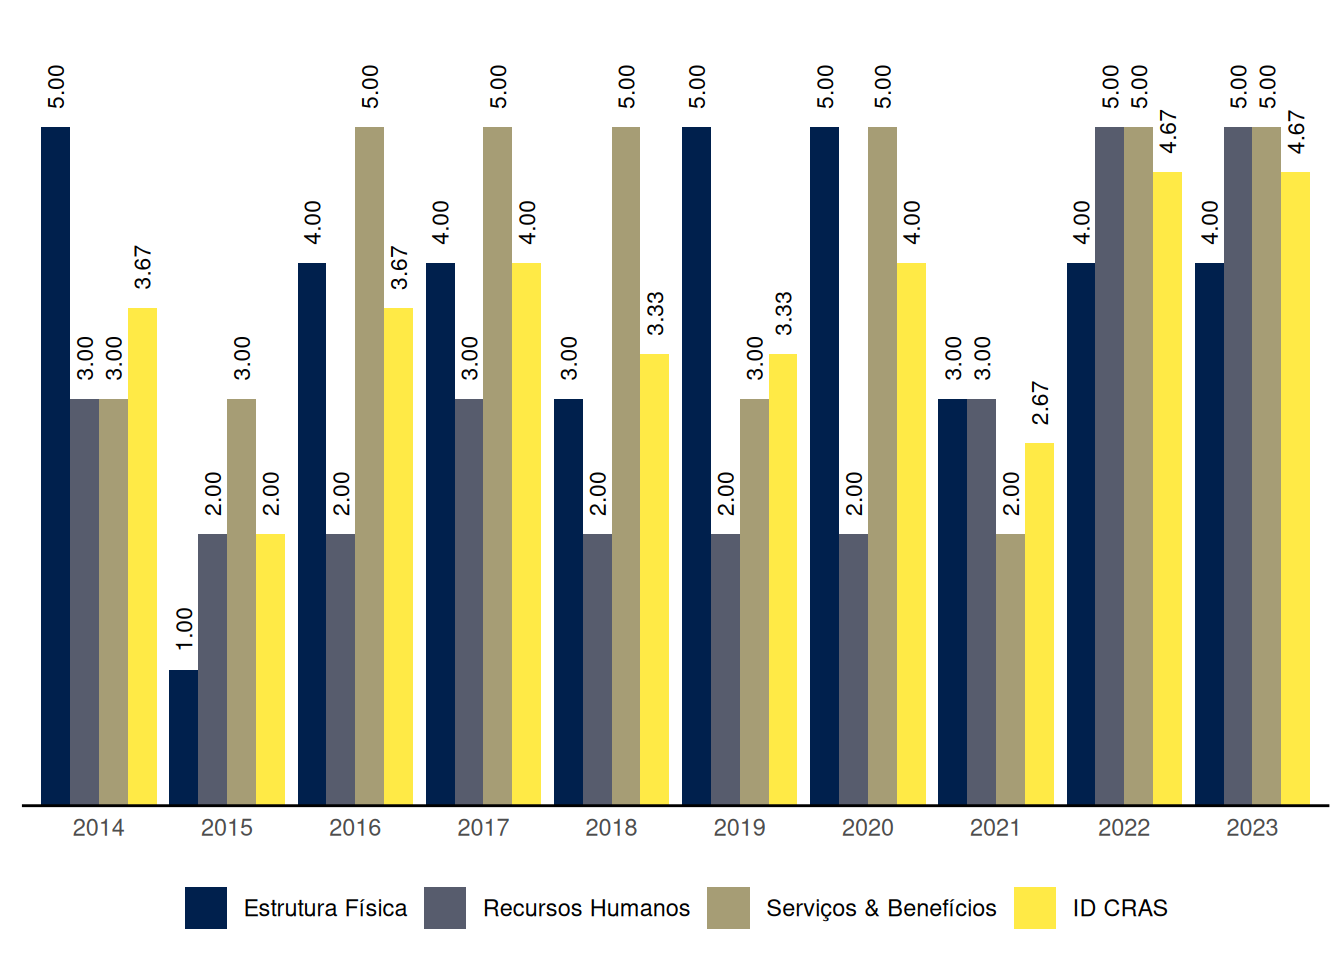 5.00 3.00 3.00 3.67
1.00 2.00 3.00 2.00
4.00 2.00 5.00 3.67
4.00 3.00 5.00 4.00
3.00 2.00 5.00 3.33
5.00 2.00 3.00 3.33
5.00 2.00 5.00 4.00
3.00 3.00 2.00 2.67
4.00 5.00 5.00 4.67
4.00 5.00 5.00 4.67
2014 2015 2016 2017 2018 2019 2020 2021 2022 2023
Estrutura Física Recursos Humanos Serviços & Benefícios ID CRAS